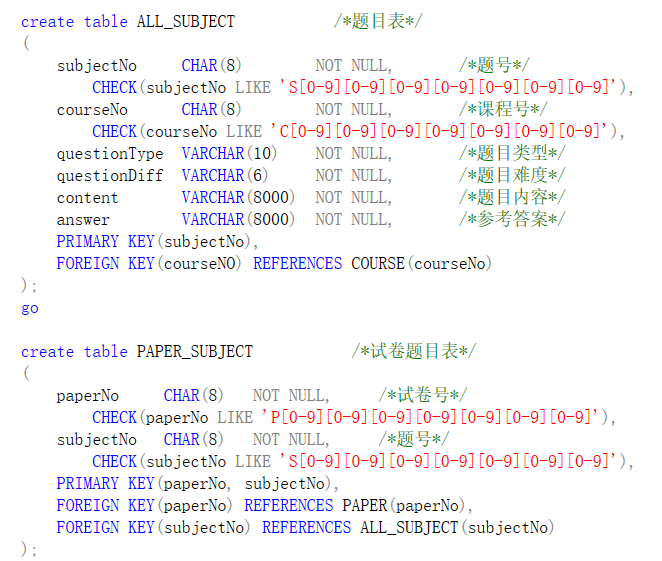 create table ALL_SUBJECT /*题目表*/
(
subjectNo CHAR(8) NOT NULL, /*题号*/
CHECK(subjectNo LIKE 'S[0-9][0-9][0-9][0-9][0-9][0-9][0-9]'),
courseNo CHAR(8) NOT NULL, /*课程号*/
CHECK(courseNo LIKE 'C[0-9][0-9][0-9][0-9][0-9][0-9][0-9]'),
questionType VARCHAR(10) NOT NULL, /*题目类型*/
questionDiff VARCHAR(6) NOT NULL, /*题目难度*/
content VARCHAR(8000) NOT NULL, /*题目内容*/
answer VARCHAR(8000) NOT NULL, /*参考答案*/
PRIMARY KEY(subjectNo),
FOREIGN KEY(courseNO) REFERENCES COURSE(courseNo)
);
go
create table PAPER_SUBJECT /*试卷题目表*/
(
paperNo CHAR(8) NOT NULL, /*试卷号*/
CHECK(paperNo LIKE 'P[0-9][0-9][0-9][0-9][0-9][0-9][0-9]'),
subjectNo CHAR(8) NOT NULL, /*题号*/
CHECK(subjectNo LIKE 'S[0-9][0-9][0-9][0-9][0-9][0-9][0-9]'),
PRIMARY KEY(paperNo, subjectNo),
FOREIGN KEY(paperNo) REFERENCES PAPER(paperNo),
FOREIGN KEY(subjectNo) REFERENCES ALL_SUBJECT(subjectNo)
);